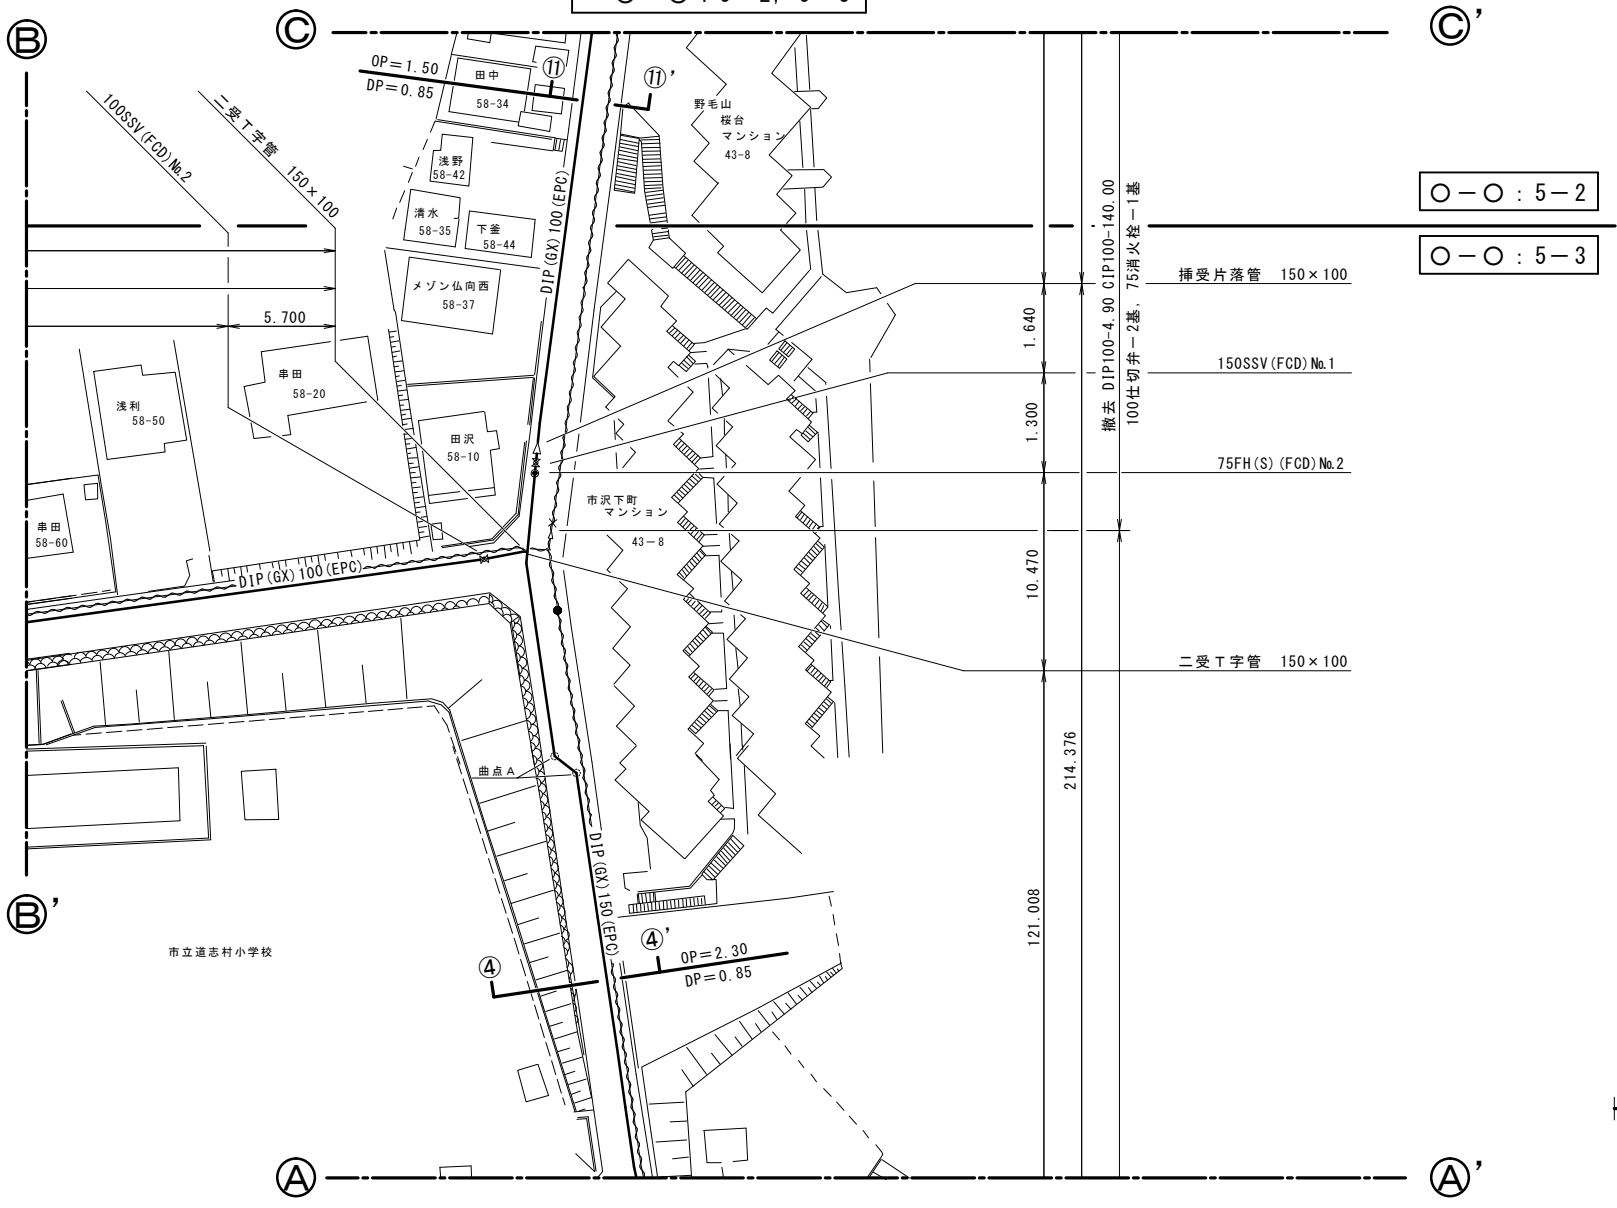 Ⓑ
Ⓒ
Ⓒ'
OP=1.50
DP=0.85
⑪
⑪'
田中
58-34
野毛山
桜台
マンション
43-8
100SSV(FCD)No.2
二受T字管 150×100
浅野
58-42
清水
58-35
下釜
58-44
メゾン仏向西
58-37
DIP(GX)100(EPC)
撤去 DIP100-4.90 CIP100-140.00
100仕切弁-2基, 75消火栓-1基
〇-〇：5-2
〇-〇：5-3
挿受片落管 150×100
5.700
1.640
串田
58-20
浅利
58-50
150SSV(FCD)No.1
1.300
田沢
58-10
75FH(S)(FCD)No.2
市沢下町
マンション
43-8
串田
58-60
DIP(GX)100(EPC)
10.470
二受T字管 150×100
214.376
曲点A
DIP(GX)150(EPC)
121.008
Ⓑ'
市立道志村小学校
④
④'
OP=2.30
DP=0.85
Ⓐ
Ⓐ'